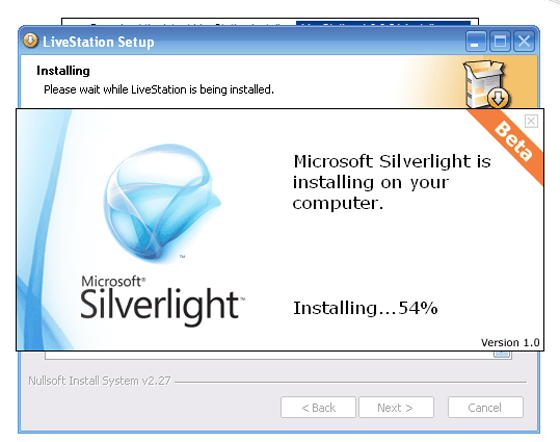 LiveStation Setup
Installing
Please wait while LiveStation is being installed.
Beta
Microsoft Silverlight is
installing on your
computer.
Microsoft®
Silverlight™
Installing...54%
Version 1.0
Nullsoft Install System v2.27
< Back
Next >
Cancel